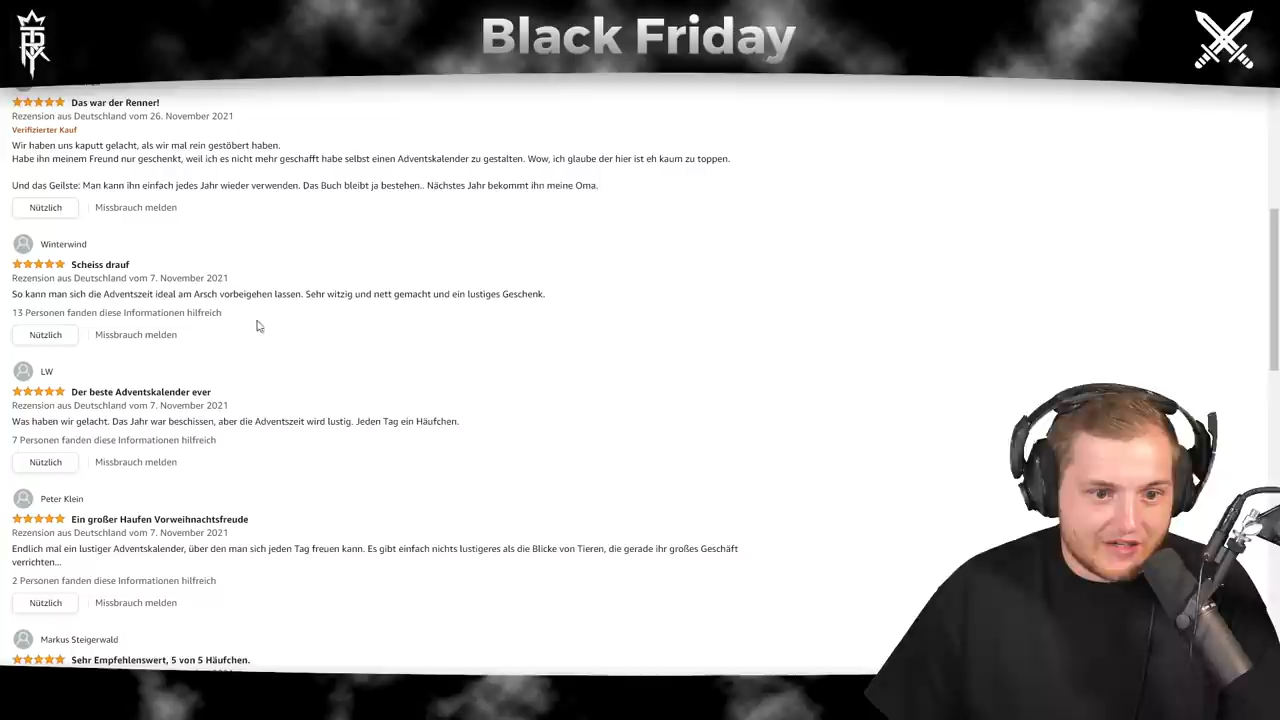 Black Friday
Das war der Renner!
Rezension aus Deutschland vom 26. November 2021
Verifizierter Kauf
Wir haben uns kaputt gelacht, als wir mal rein gestöbert haben.
Habe ihn meinem Freund nur geschenkt, weil ich es nicht mehr geschafft habe selbst einen Adventskalender zu gestalten. Wow, ich glaube der hier ist eh kaum zu toppen.
Und das Geilste: Man kann ihn einfach jedes Jahr wieder verwenden. Das Buch bleibt ja bestehen.. Nächstes Jahr bekommt ihn meine Oma.
Nützlich
Missbrauch melden
Winterwind
Scheiss drauf
Rezension aus Deutschland vom 7. November 2021
So kann man sich die Adventszeit ideal am Arsch vorbeigehen lassen. Sehr witzig und nett gemacht und ein lustiges Geschenk.
13 Personen fanden diese Informationen hilfreich
Nützlich
Missbrauch melden
LW
Der beste Adventskalender ever
Rezension aus Deutschland vom 7. November 2021
Was haben wir gelacht. Das Jahr war beschissen, aber die Adventszeit wird lustig. Jeden Tag ein Häufchen.
7 Personen fanden diese Informationen hilfreich
Nützlich
Missbrauch melden
Peter Klein
Ein großer Haufen Vorweihnachtsfreude
Rezension aus Deutschland vom 7. November 2021
Endlich mal ein lustiger Adventskalender, über den man sich jeden Tag freuen kann. Es gibt einfach nichts lustigeres als die Blicke von Tieren, die gerade ihr großes Geschäft
verrichten...
2 Personen fanden diese Informationen hilfreich
Nützlich
Missbrauch melden
Markus Steigerwald
Sehr Empfehlenswert, 5 von 5 Häufchen.